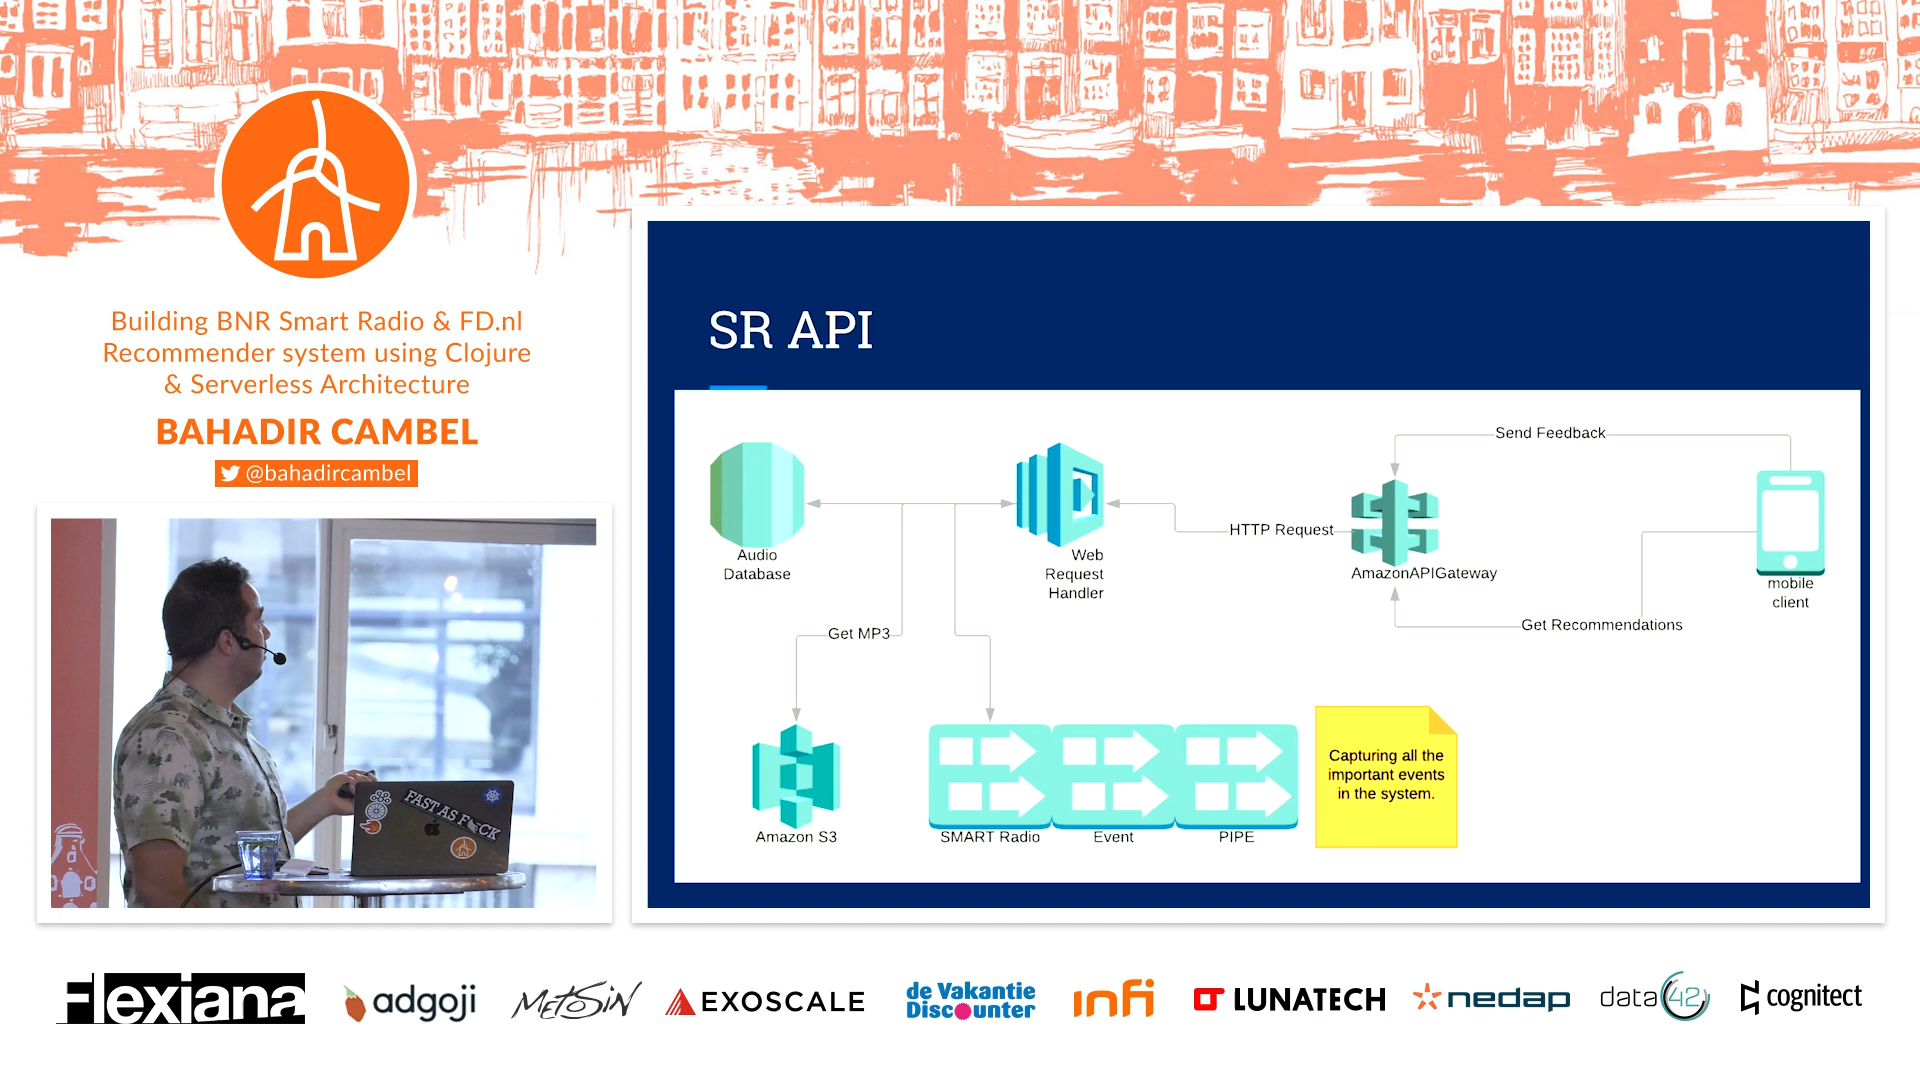 Building BNR Smart Radio & FD.nl
Recommender system using Clojure
& Serverless Architecture
BAHADIR CAMBEL
@bahadircambel
SR API
Send Feedback
HTTP Request
Audio
Database
Web
Request
Handler
AmazonAPIGateway
mobile
client
Get Recommendations
Get MP3
Capturing all the
important events
in the system.
Amazon S3
SMART Radio
Event
PIPE
FAST AS F CK
Flexiana
adgoji
METOSIN
EXOSCALE
de Vakantie
Discounter
infi
LUNATECH
nedap
data 42
cognitect